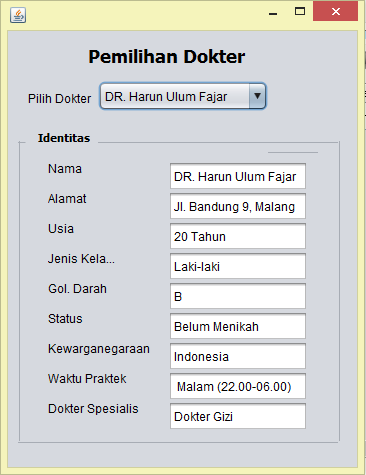 Pemilihan Dokter
Pilih Dokter DR. Harun Ulum Fajar
Identitas
Nama DR. Harun Ulum Fajar
Alamat Jl. Bandung 9, Malang
Usia 20 Tahun
Jenis Kela... Laki-laki
Gol. Darah B
Status Belum Menikah
Kewarganegaraan Indonesia
Waktu Praktek Malam (22.00-06.00)
Dokter Spesialis Dokter Gizi